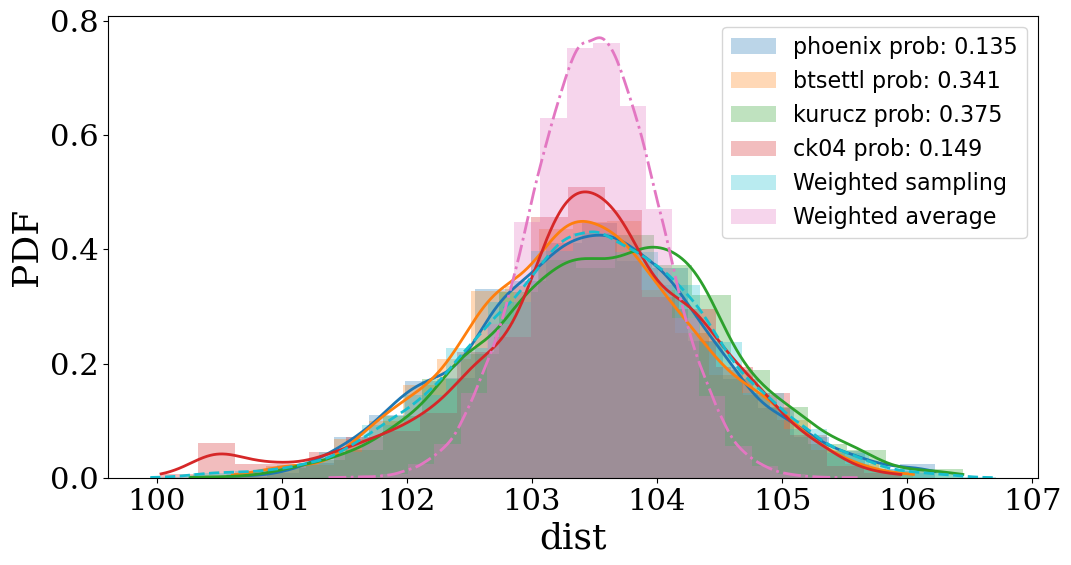 0.8
0.6
0.4
0.2
0.0
PDF
phoenix prob: 0.135
btsettl prob: 0.341
kurucz prob: 0.375
ck04 prob: 0.149
Weighted sampling
Weighted average
100 101 102 103 104 105 106 107
dist